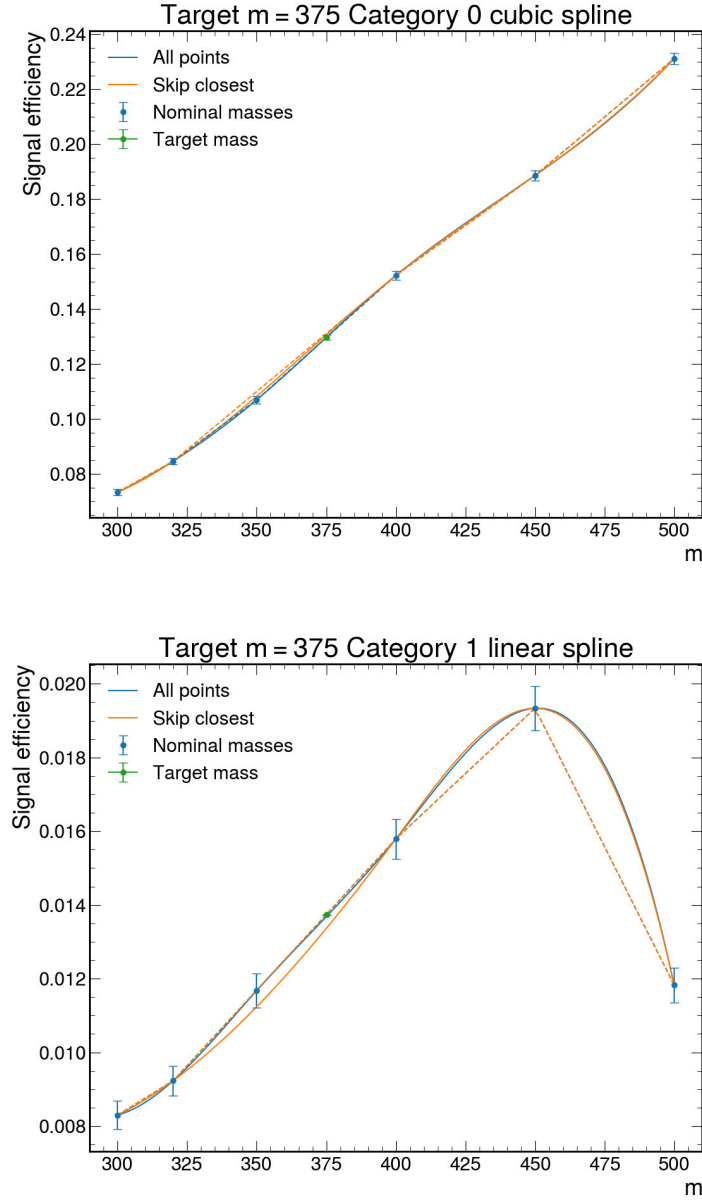 Target m = 375 Category 0 cubic spline
Signal efficiency
0.24
0.22
0.20
0.18
0.16
0.14
0.12
0.10
0.08
All points
Skip closest
Nominal masses
Target mass
300 325 350 375 400 425 450 475 500
m
Target m = 375 Category 1 linear spline
Signal efficiency
0.020
0.018
0.016
0.014
0.012
0.010
0.008
All points
Skip closest
Nominal masses
Target mass
300 325 350 375 400 425 450 475 500
m